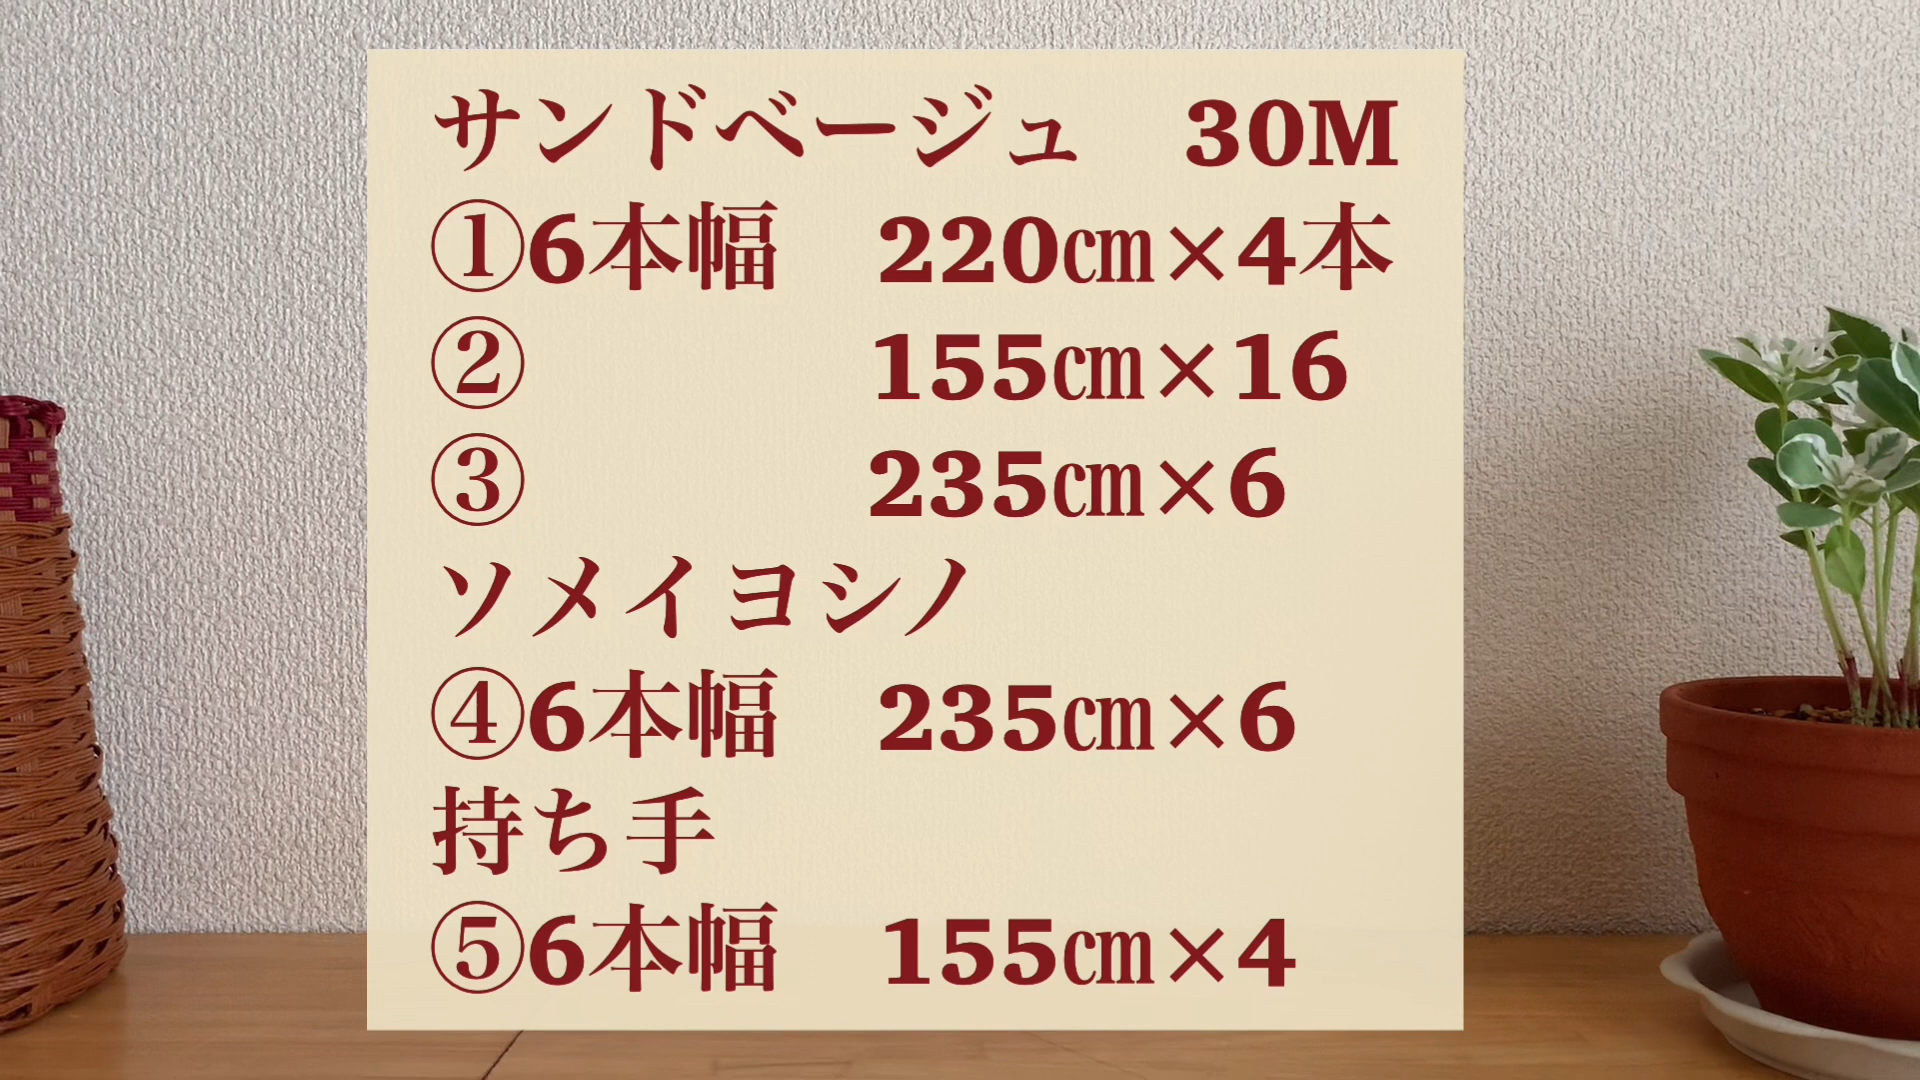 サンドベージュ　30M
①6本幅　220㎝×4本
②　　　　155㎝×16
③　　　　235㎝×6
ソメイヨシノ
④6本幅　235㎝×6
持ち手
⑤6本幅　155㎝×4